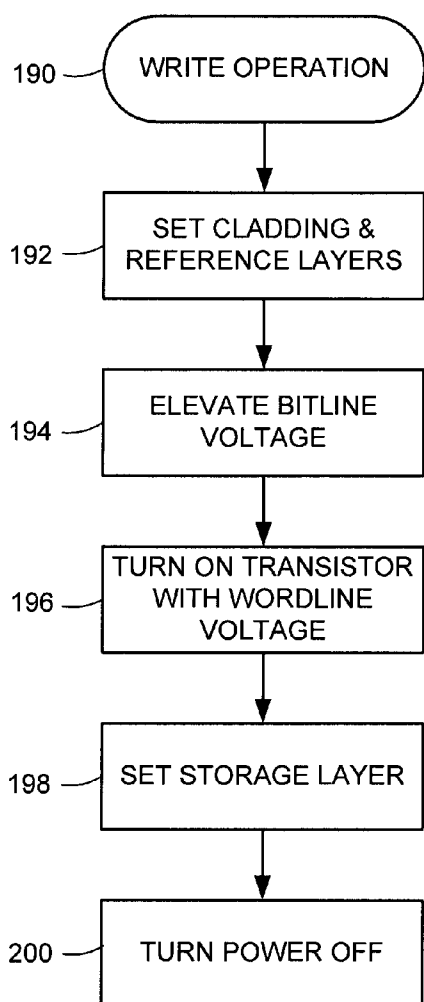 190
WRITE OPERATION
192
SET CLADDING &
REFERENCE LAYERS
194
ELEVATE BITLINE
VOLTAGE
196
TURN ON TRANSISTOR
WITH WORDLINE
VOLTAGE
198
SET STORAGE LAYER
200
TURN POWER OFF